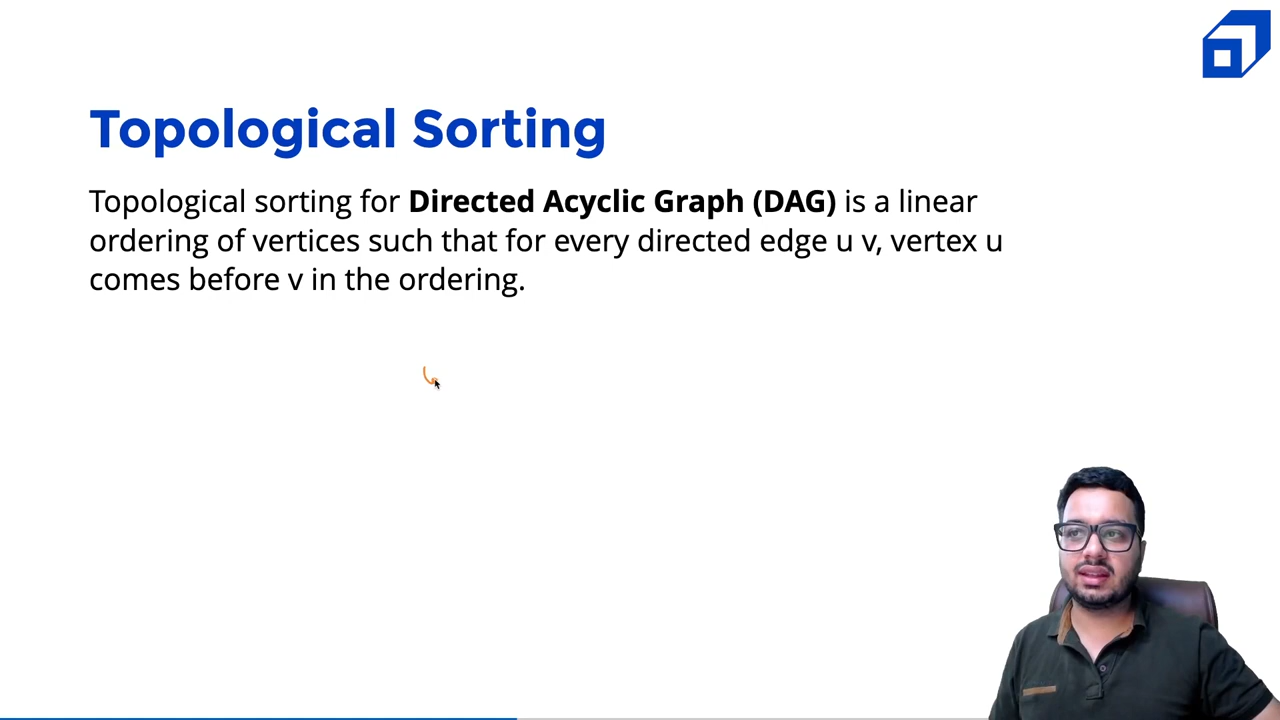 Topological Sorting
Topological sorting for Directed Acyclic Graph (DAG) is a linear
ordering of vertices such that for every directed edge u v, vertex u
comes before v in the ordering.